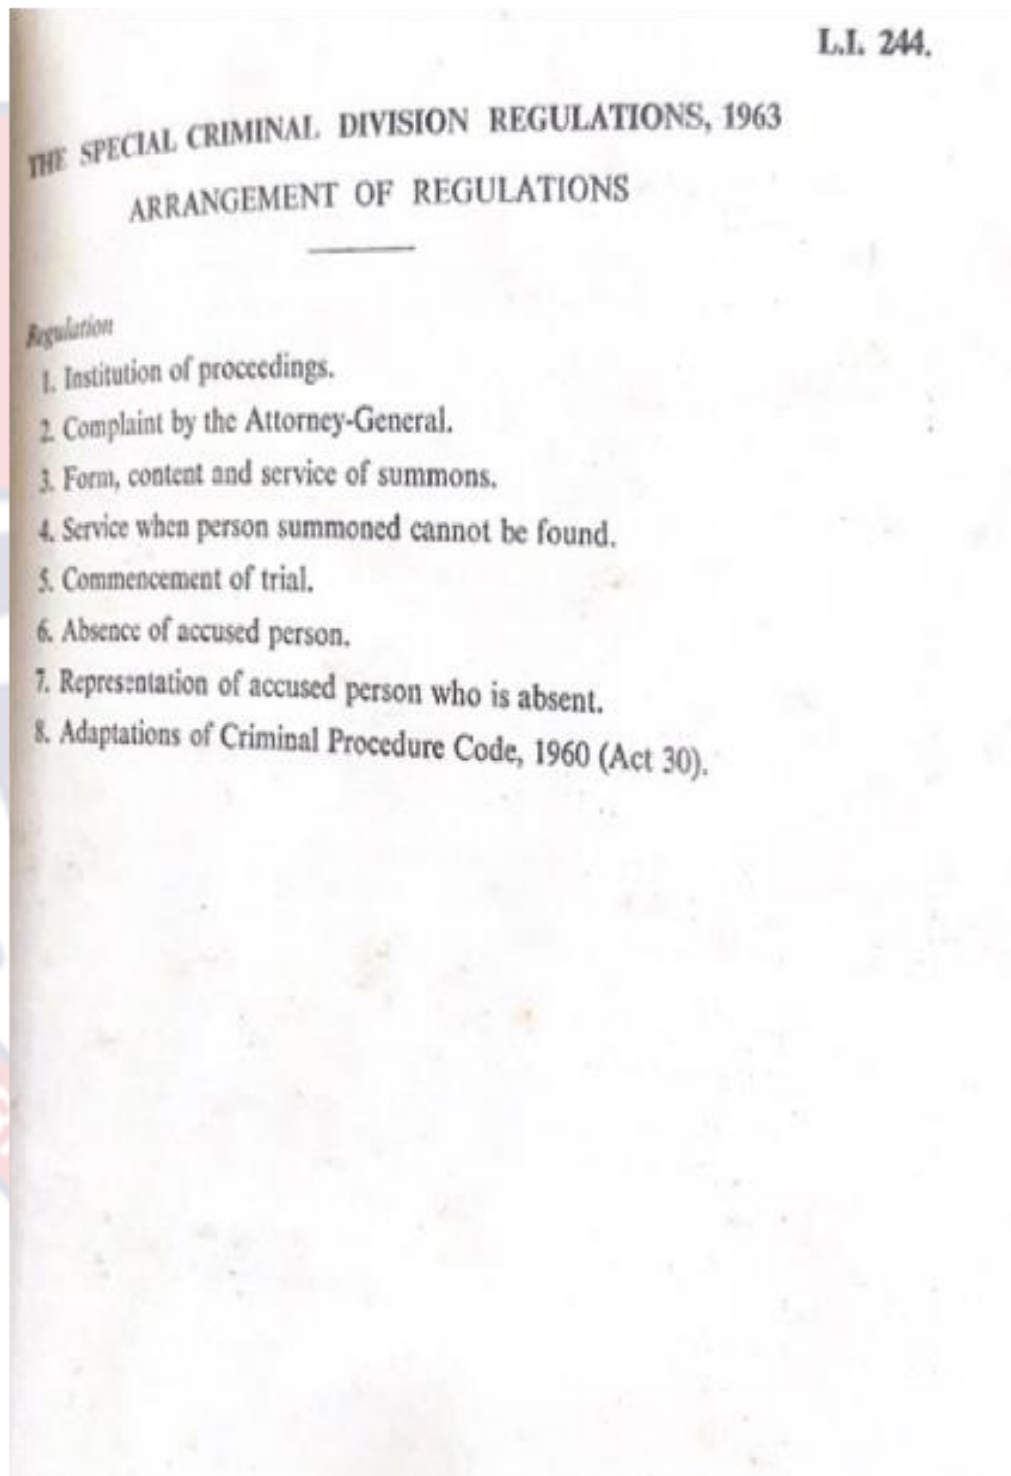 L.I. 244.
THE SPECIAL CRIMINAL DIVISION REGULATIONS, 1963
ARRANGEMENT OF REGULATIONS
Regulation
1. Institution of proceedings.
2. Complaint by the Attorney-General.
3. Form, content and service of summons.
4. Service when person summoned cannot be found.
5. Commencement of trial.
6. Absence of accused person.
7. Representation of accused person who is absent.
8. Adaptations of Criminal Procedure Code, 1960 (Act 30).